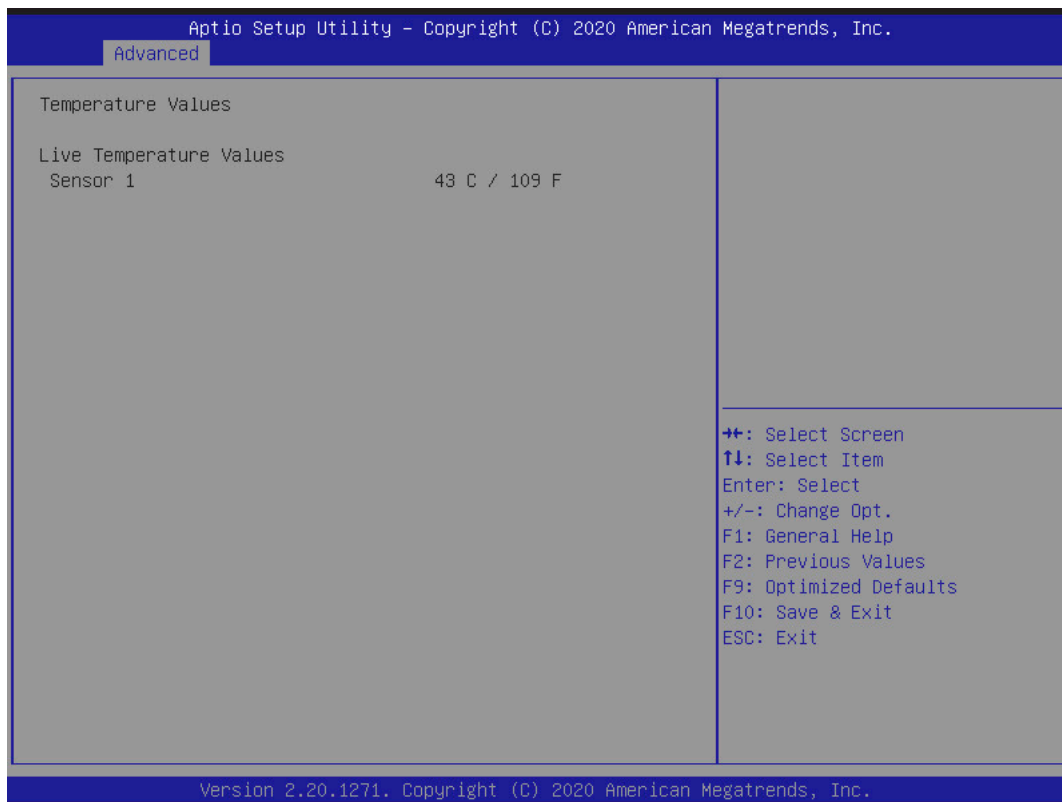 Aptio Setup Utility – Copyright (C) 2020 American Megatrends, Inc.
Advanced
Temperature Values
Live Temperature Values
Sensor 1 43 C / 109 F
→←: Select Screen
↑↓: Select Item
Enter: Select
+/-: Change Opt.
F1: General Help
F2: Previous Values
F9: Optimized Defaults
F10: Save & Exit
ESC: Exit
Version 2.20.1271. Copyright (C) 2020 American Megatrends, Inc.